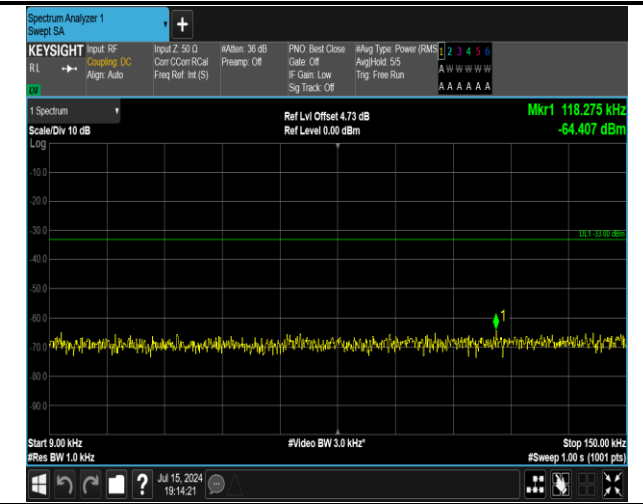 Spectrum Analyzer 1
Swept SA
+
KEYSIGHT Input: RF Input Z: 50 Ω #Atten: 36 dB PNO: Best Close #Avg Type: Power (RMS 1 2 3 4 5 6
RL Coupling: DC Corr CCorr RCal Preamp: Off Gate: Off Avg|Hold: 5/5 A W W W W W
Align: Auto Freq Ref: Int (S) IF Gain: Low Trig: Free Run
Sig Track: Off A A A A A A
1 Spectrum Ref Lvl Offset 4.73 dB Mkr1 118.275 kHz
Scale/Div 10 dB Ref Level 0.00 dBm -64.407 dBm
Log
-10.0
-20.0
DL1 -33.00 dBm
-40.0
-50.0
-60.0
1
-70.0
-80.0
-90.0
Start 9.00 kHz #Video BW 3.0 kHz* Stop 150.00 kHz
#Res BW 1.0 kHz #Sweep 1.00 s (1001 pts)
? Jul 15, 2024
19:14:21